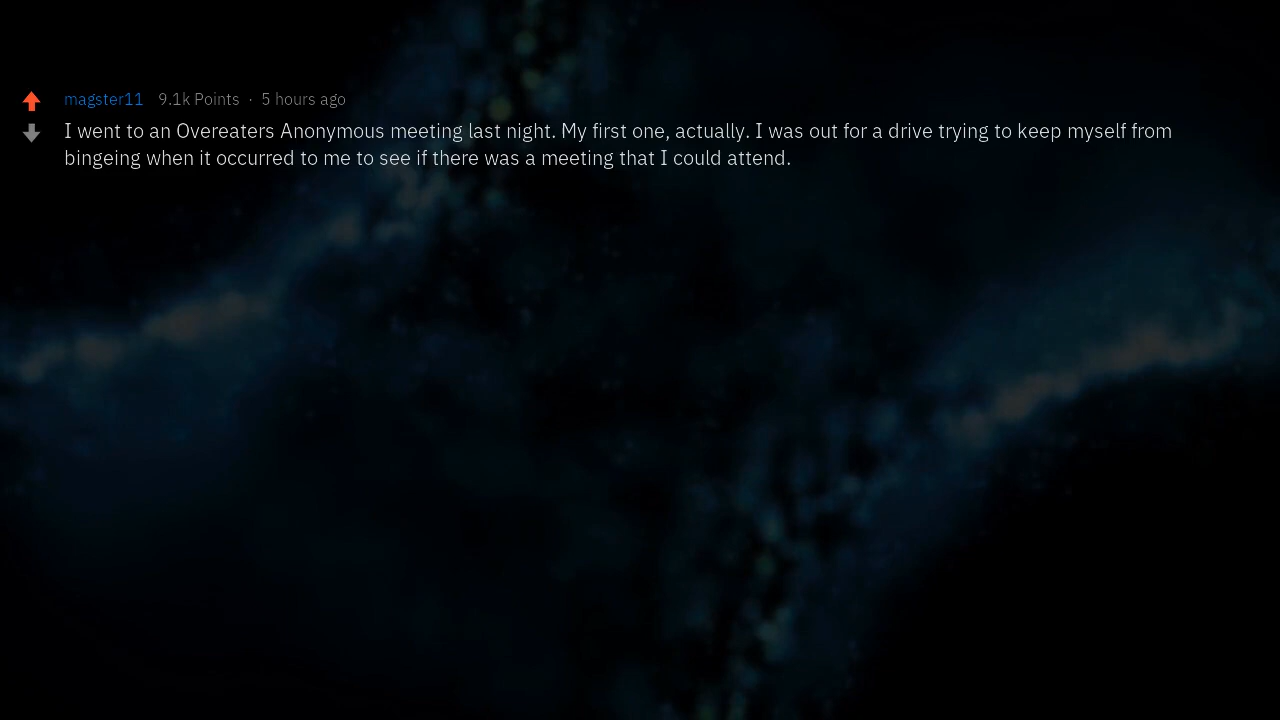 magster11 9.1k Points · 5 hours ago
I went to an Overeaters Anonymous meeting last night. My first one, actually. I was out for a drive trying to keep myself from
bingeing when it occurred to me to see if there was a meeting that I could attend.